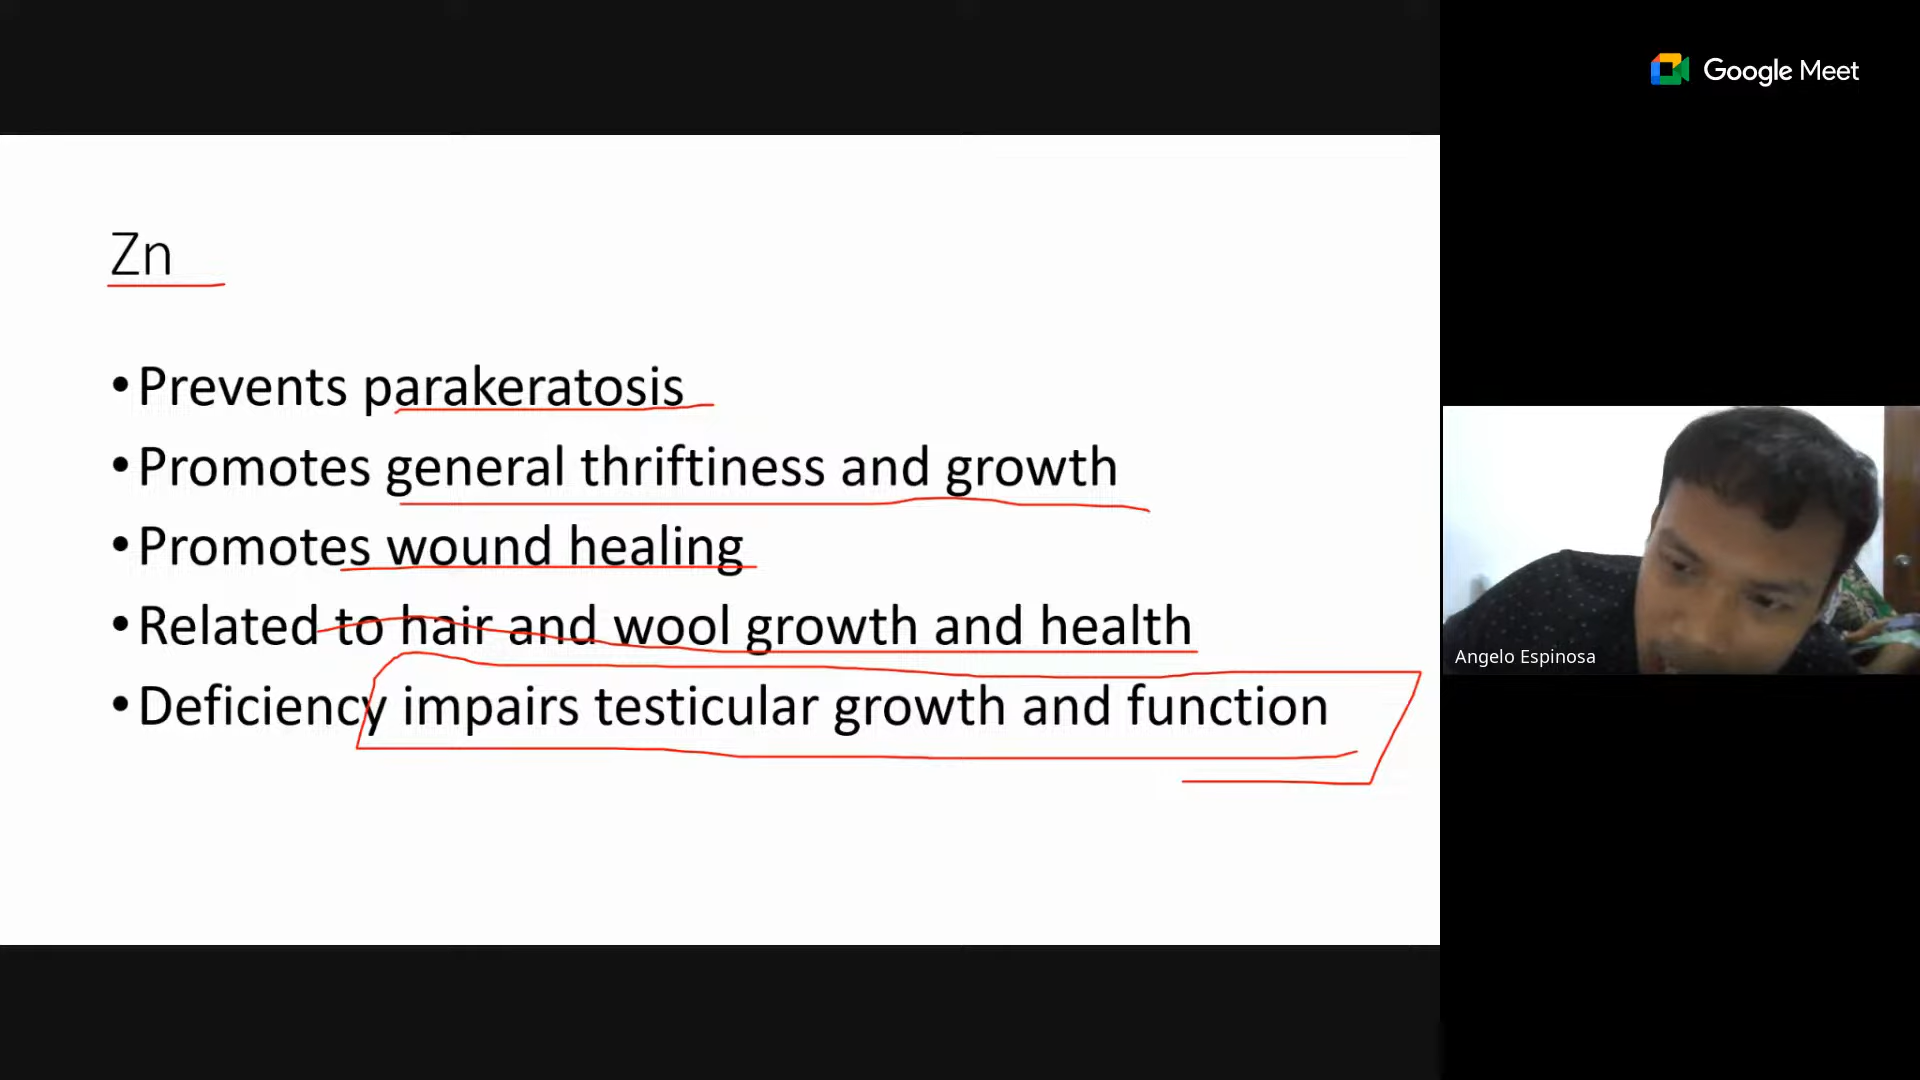 Google Meet
Zn
•Prevents parakeratosis
•Promotes general thriftiness and growth
•Promotes wound healing
•Related to hair and wool growth and health
•Deficiency impairs testicular growth and function
Angelo Espinosa